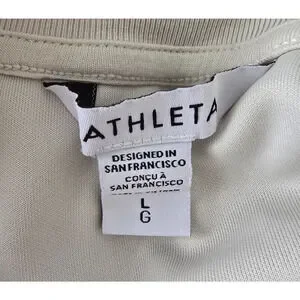 ATHLETA
DESIGNED IN
SAN FRANCISCO
CONÇU À
SAN FRANCISCO
L
G